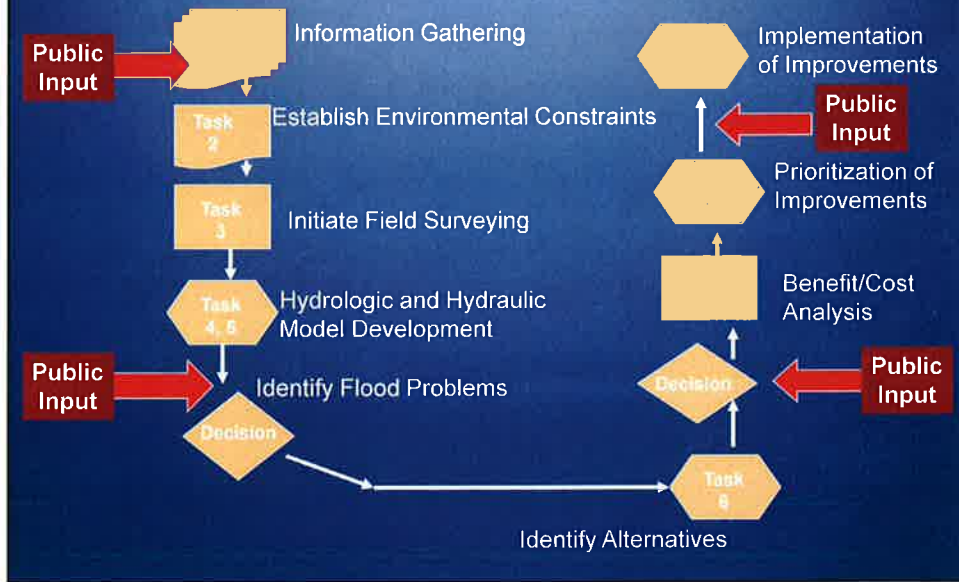 Public
Input
Information Gathering
Task
2
Establish Environmental Constraints
Task
3
Initiate Field Surveying
Task
4, 5
Hydrologic and Hydraulic
Model Development
Public
Input
Identify Flood Problems
Decision
Task
6
Identify Alternatives
Decision
Public
Input
Benefit/Cost
Analysis
Prioritization of
Improvements
Public
Input
Implementation
of Improvements